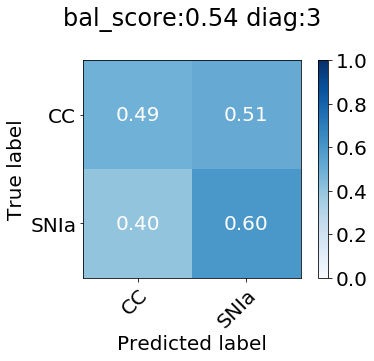 bal_score:0.54 diag:3
True label
CC
0.49 0.51
SNIa
0.40 0.60
CC
SNIa
Predicted label
1.0
0.8
0.6
0.4
0.2
0.0